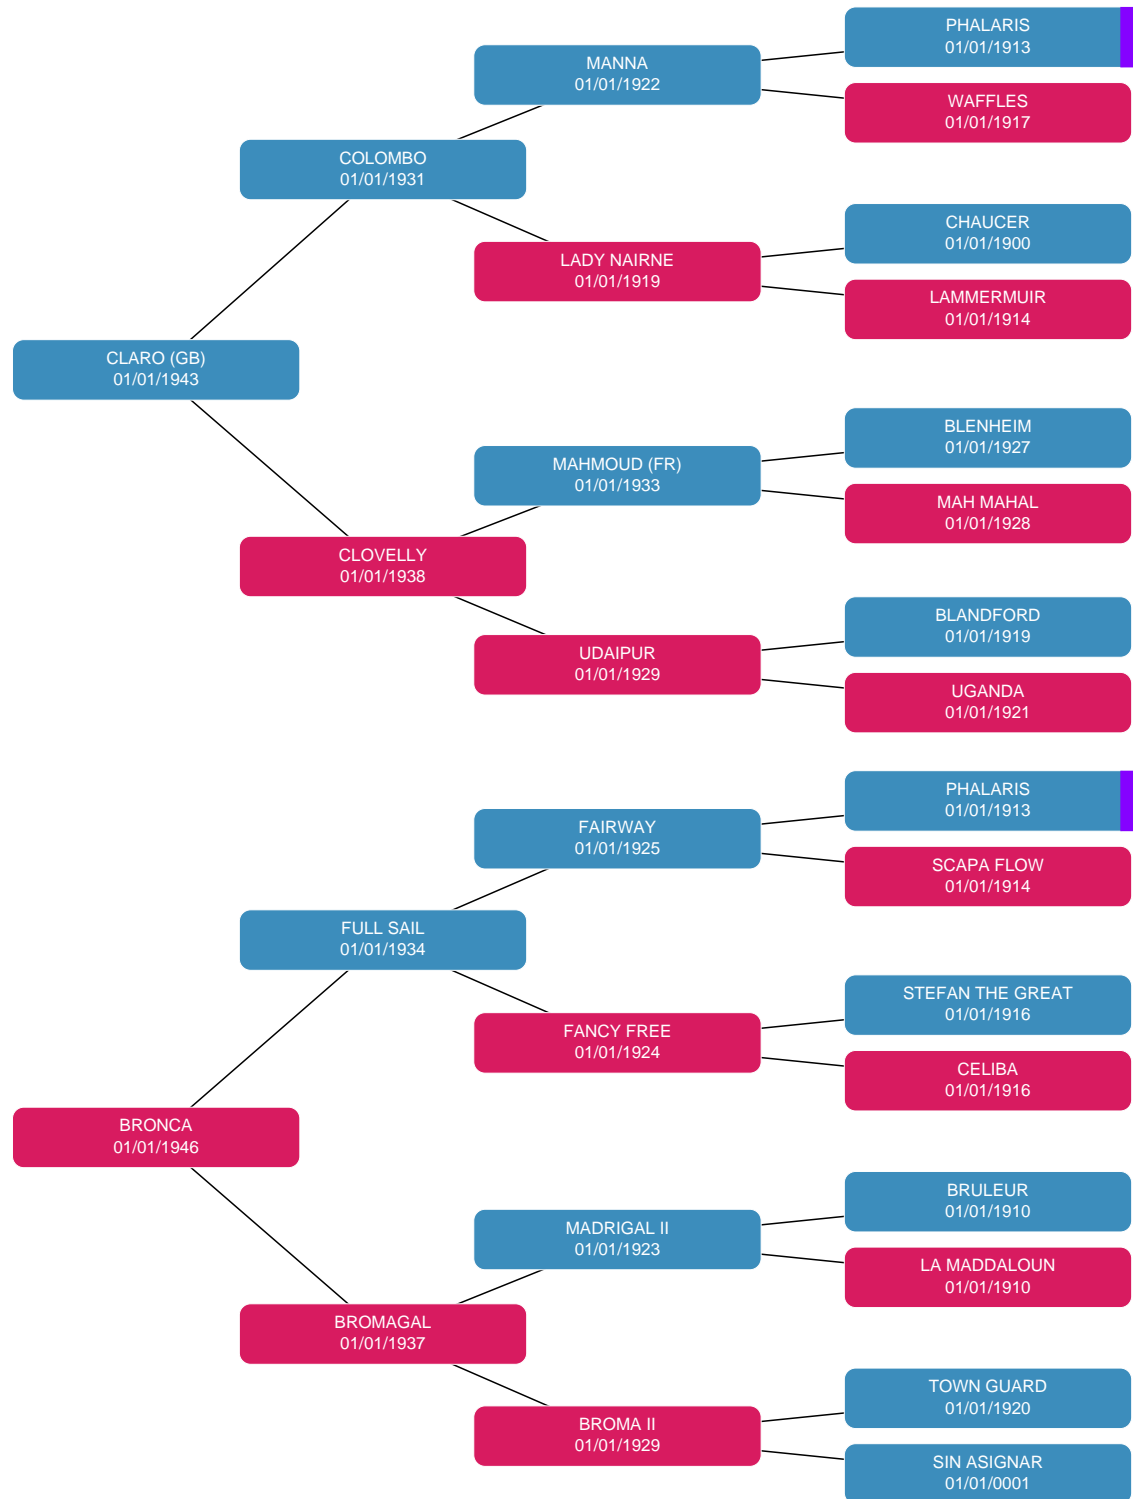 PHALARIS
01/01/1913
MANNA
01/01/1922
WAFFLES
01/01/1917
COLOMBO
01/01/1931
CHAUCER
01/01/1900
LADY NAIRNE
01/01/1919
LAMMERMUIR
01/01/1914
CLARO (GB)
01/01/1943
BLENHEIM
01/01/1927
MAHMOUD (FR)
01/01/1933
MAH MAHAL
01/01/1928
CLOVELLY
01/01/1938
BLANDFORD
01/01/1919
UDAIPUR
01/01/1929
UGANDA
01/01/1921
PHALARIS
01/01/1913
FAIRWAY
01/01/1925
SCAPA FLOW
01/01/1914
FULL SAIL
01/01/1934
STEFAN THE GREAT
01/01/1916
FANCY FREE
01/01/1924
CELIBA
01/01/1916
BRONCA
01/01/1946
BRULEUR
01/01/1910
MADRIGAL II
01/01/1923
LA MADDALOUN
01/01/1910
BROMAGAL
01/01/1937
TOWN GUARD
01/01/1920
BROMA II
01/01/1929
SIN ASIGNAR
01/01/0001